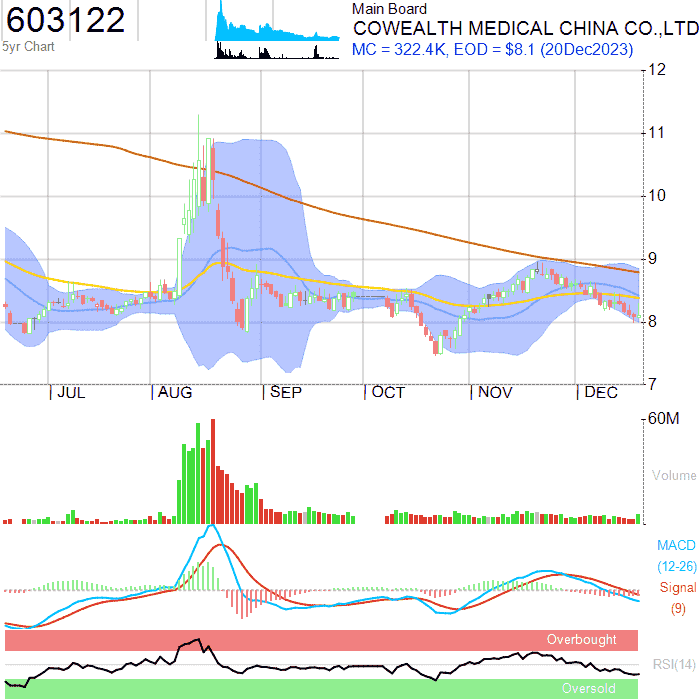 603122
5yr Chart
Main Board
COWEALTH MEDICAL CHINA CO.,LTD
MC = 322.4K, EOD = $8.1 (20Dec2023)
12
11
10
9
8
7
JUL
AUG
SEP
OCT
NOV
DEC
60M
Volume
MACD
(12-26)
Signal
(9)
Overbought
RSI(14)
Oversold